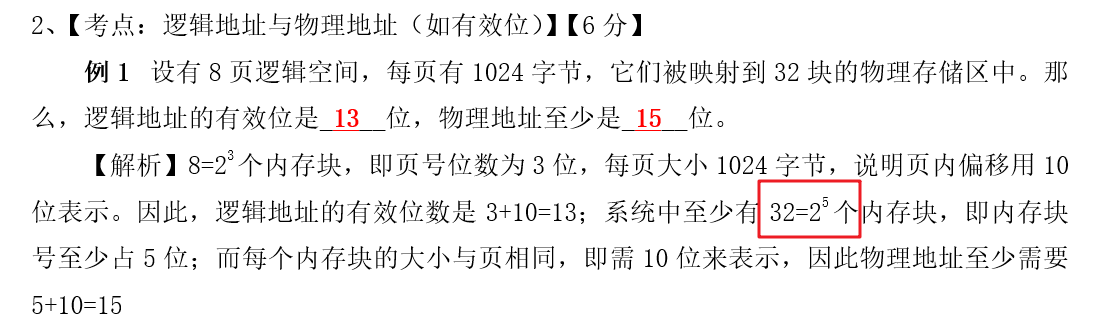 2、【考点：逻辑地址与物理地址（如有效位）】【6 分】
例 1 设有 8 页逻辑空间，每页有 1024 字节，它们被映射到 32 块的物理存储区中。那
么，逻辑地址的有效位是_13__位，物理地址至少是_15__位。
【解析】8=2³个内存块，即页号位数为 3 位，每页大小 1024 字节，说明页内偏移用 10
位表示。因此，逻辑地址的有效位数是 3+10=13；系统中至少有 32=2⁵个内存块，即内存块
号至少占 5 位；而每个内存块的大小与页相同，即需 10 位来表示，因此物理地址至少需要
5+10=15